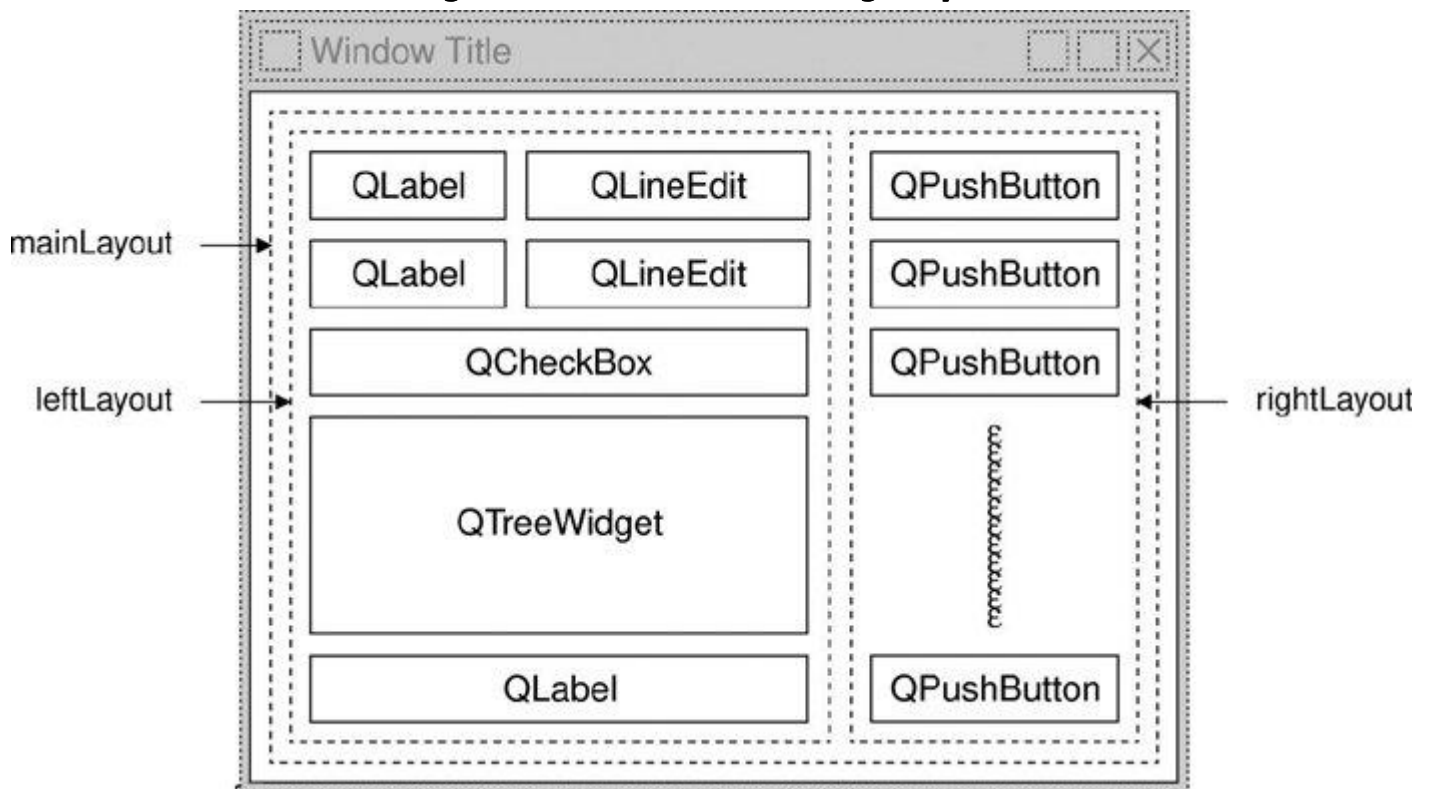 Window Title
QLabel QLineEdit QPushButton
mainLayout
QLabel QLineEdit QPushButton
QCheckBox QPushButton
leftLayout
rightLayout
QTreeWidget
QLabel QPushButton